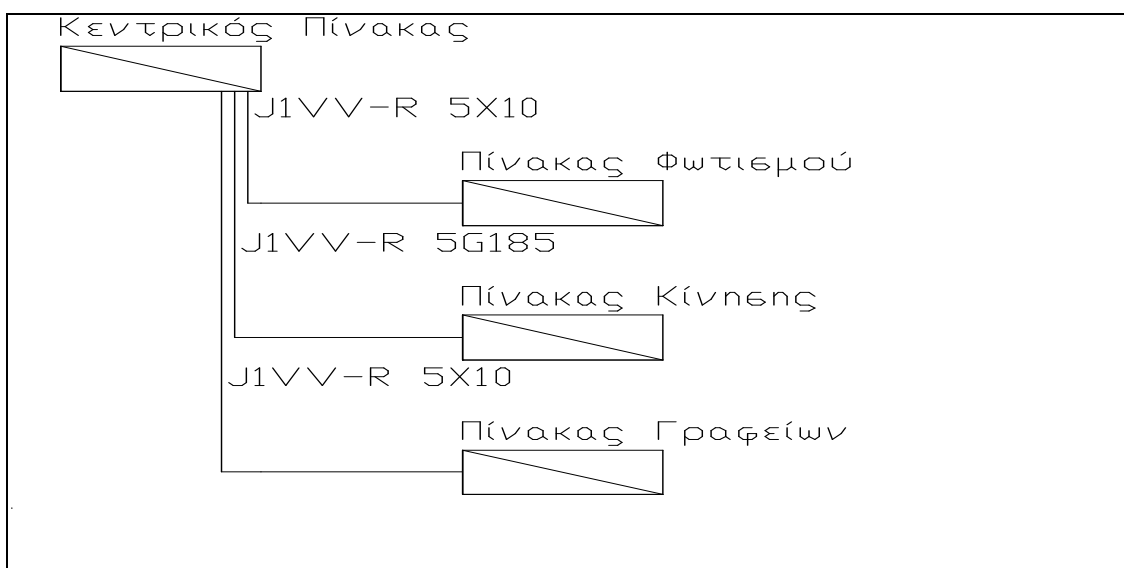 Κεντρικός Πίνακας
J1VV-R 5X10
Πίνακας Φωτισμού
J1VV-R 5G185
Πίνακας Κίνησης
J1VV-R 5X10
Πίνακας Γραφείων